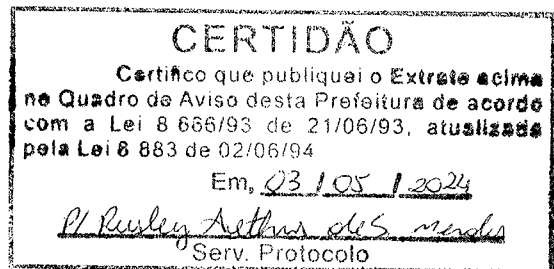 CERTIDÃO
Certifico que publiquei o Extrato acima
no Quadro de Aviso desta Prefeitura de acordo
com a Lei 8 666/93 de 21/06/93, atualizada
pela Lei 8 883 de 02/06/94
Em, 03 / 05 / 2024
P/
Serv. Protocolo